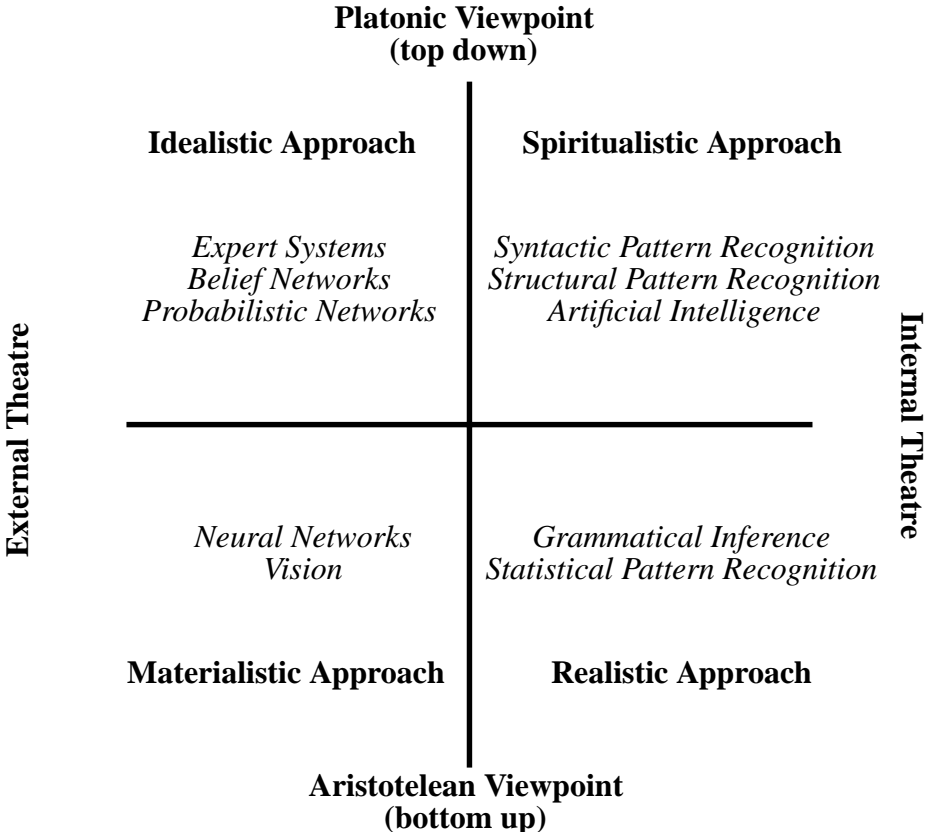 Platonic Viewpoint
(top down)
Idealistic Approach
Spiritualistic Approach
Expert Systems
Belief Networks
Probabilistic Networks
Syntactic Pattern Recognition
Structural Pattern Recognition
Artificial Intelligence
External Theatre
Internal Theatre
Neural Networks
Vision
Grammatical Inference
Statistical Pattern Recognition
Materialistic Approach
Realistic Approach
Aristotelean Viewpoint
(bottom up)